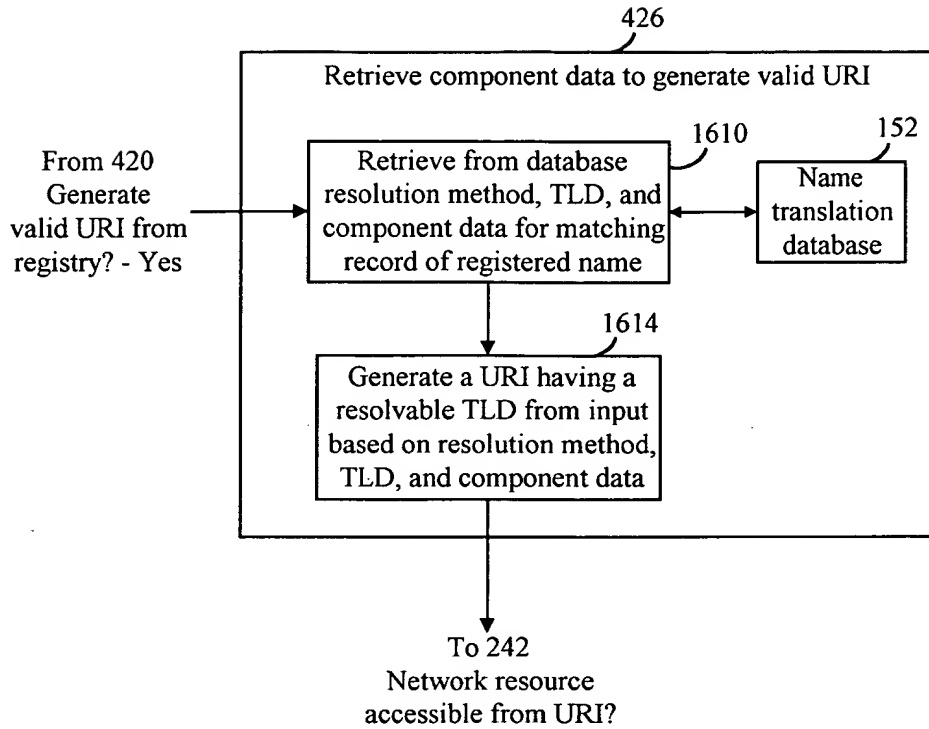 426
Retrieve component data to generate valid URI
From 420
Generate
valid URI from
registry? - Yes
1610
Retrieve from database
resolution method, TLD, and
component data for matching
record of registered name
152
Name
translation
database
1614
Generate a URI having a
resolvable TLD from input
based on resolution method,
TLD, and component data
To 242
Network resource
accessible from URI?